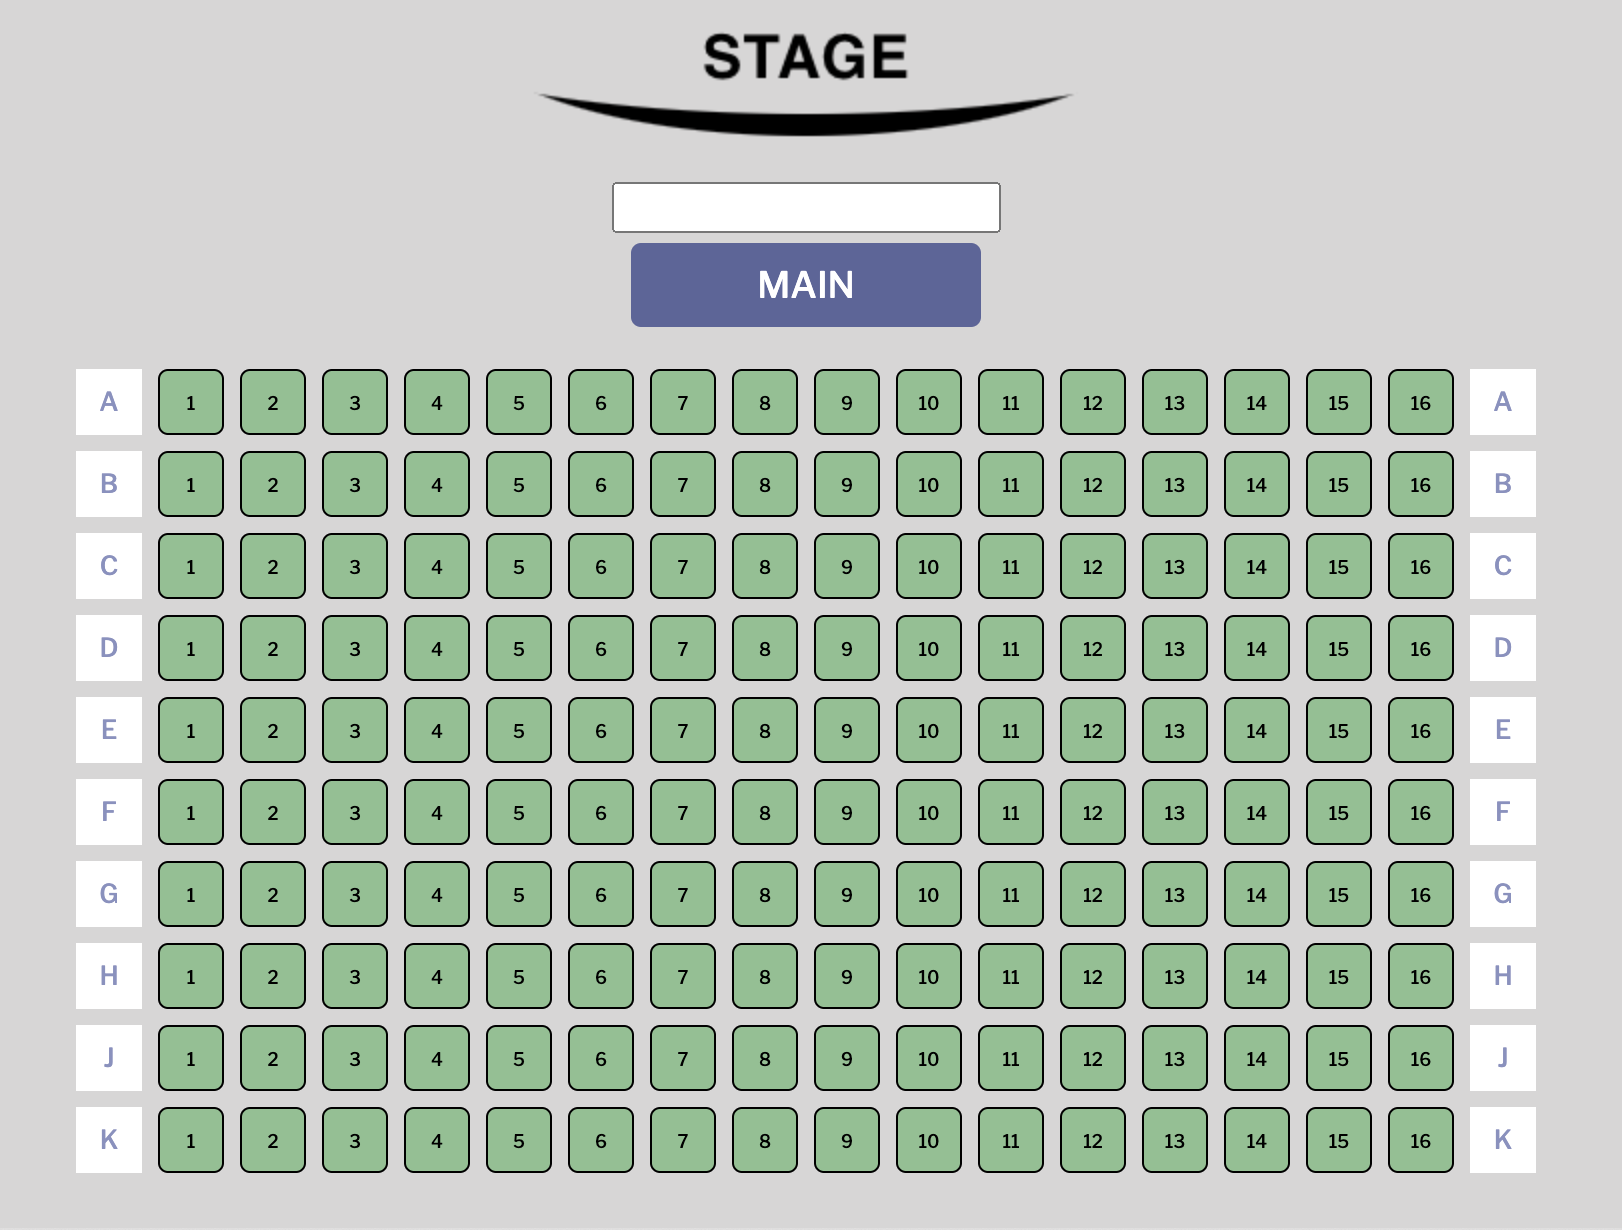 STAGE
MAIN
A 1 2 3 4 5 6 7 8 9 10 11 12 13 14 15 16 A
B 1 2 3 4 5 6 7 8 9 10 11 12 13 14 15 16 B
C 1 2 3 4 5 6 7 8 9 10 11 12 13 14 15 16 C
D 1 2 3 4 5 6 7 8 9 10 11 12 13 14 15 16 D
E 1 2 3 4 5 6 7 8 9 10 11 12 13 14 15 16 E
F 1 2 3 4 5 6 7 8 9 10 11 12 13 14 15 16 F
G 1 2 3 4 5 6 7 8 9 10 11 12 13 14 15 16 G
H 1 2 3 4 5 6 7 8 9 10 11 12 13 14 15 16 H
J 1 2 3 4 5 6 7 8 9 10 11 12 13 14 15 16 J
K 1 2 3 4 5 6 7 8 9 10 11 12 13 14 15 16 K